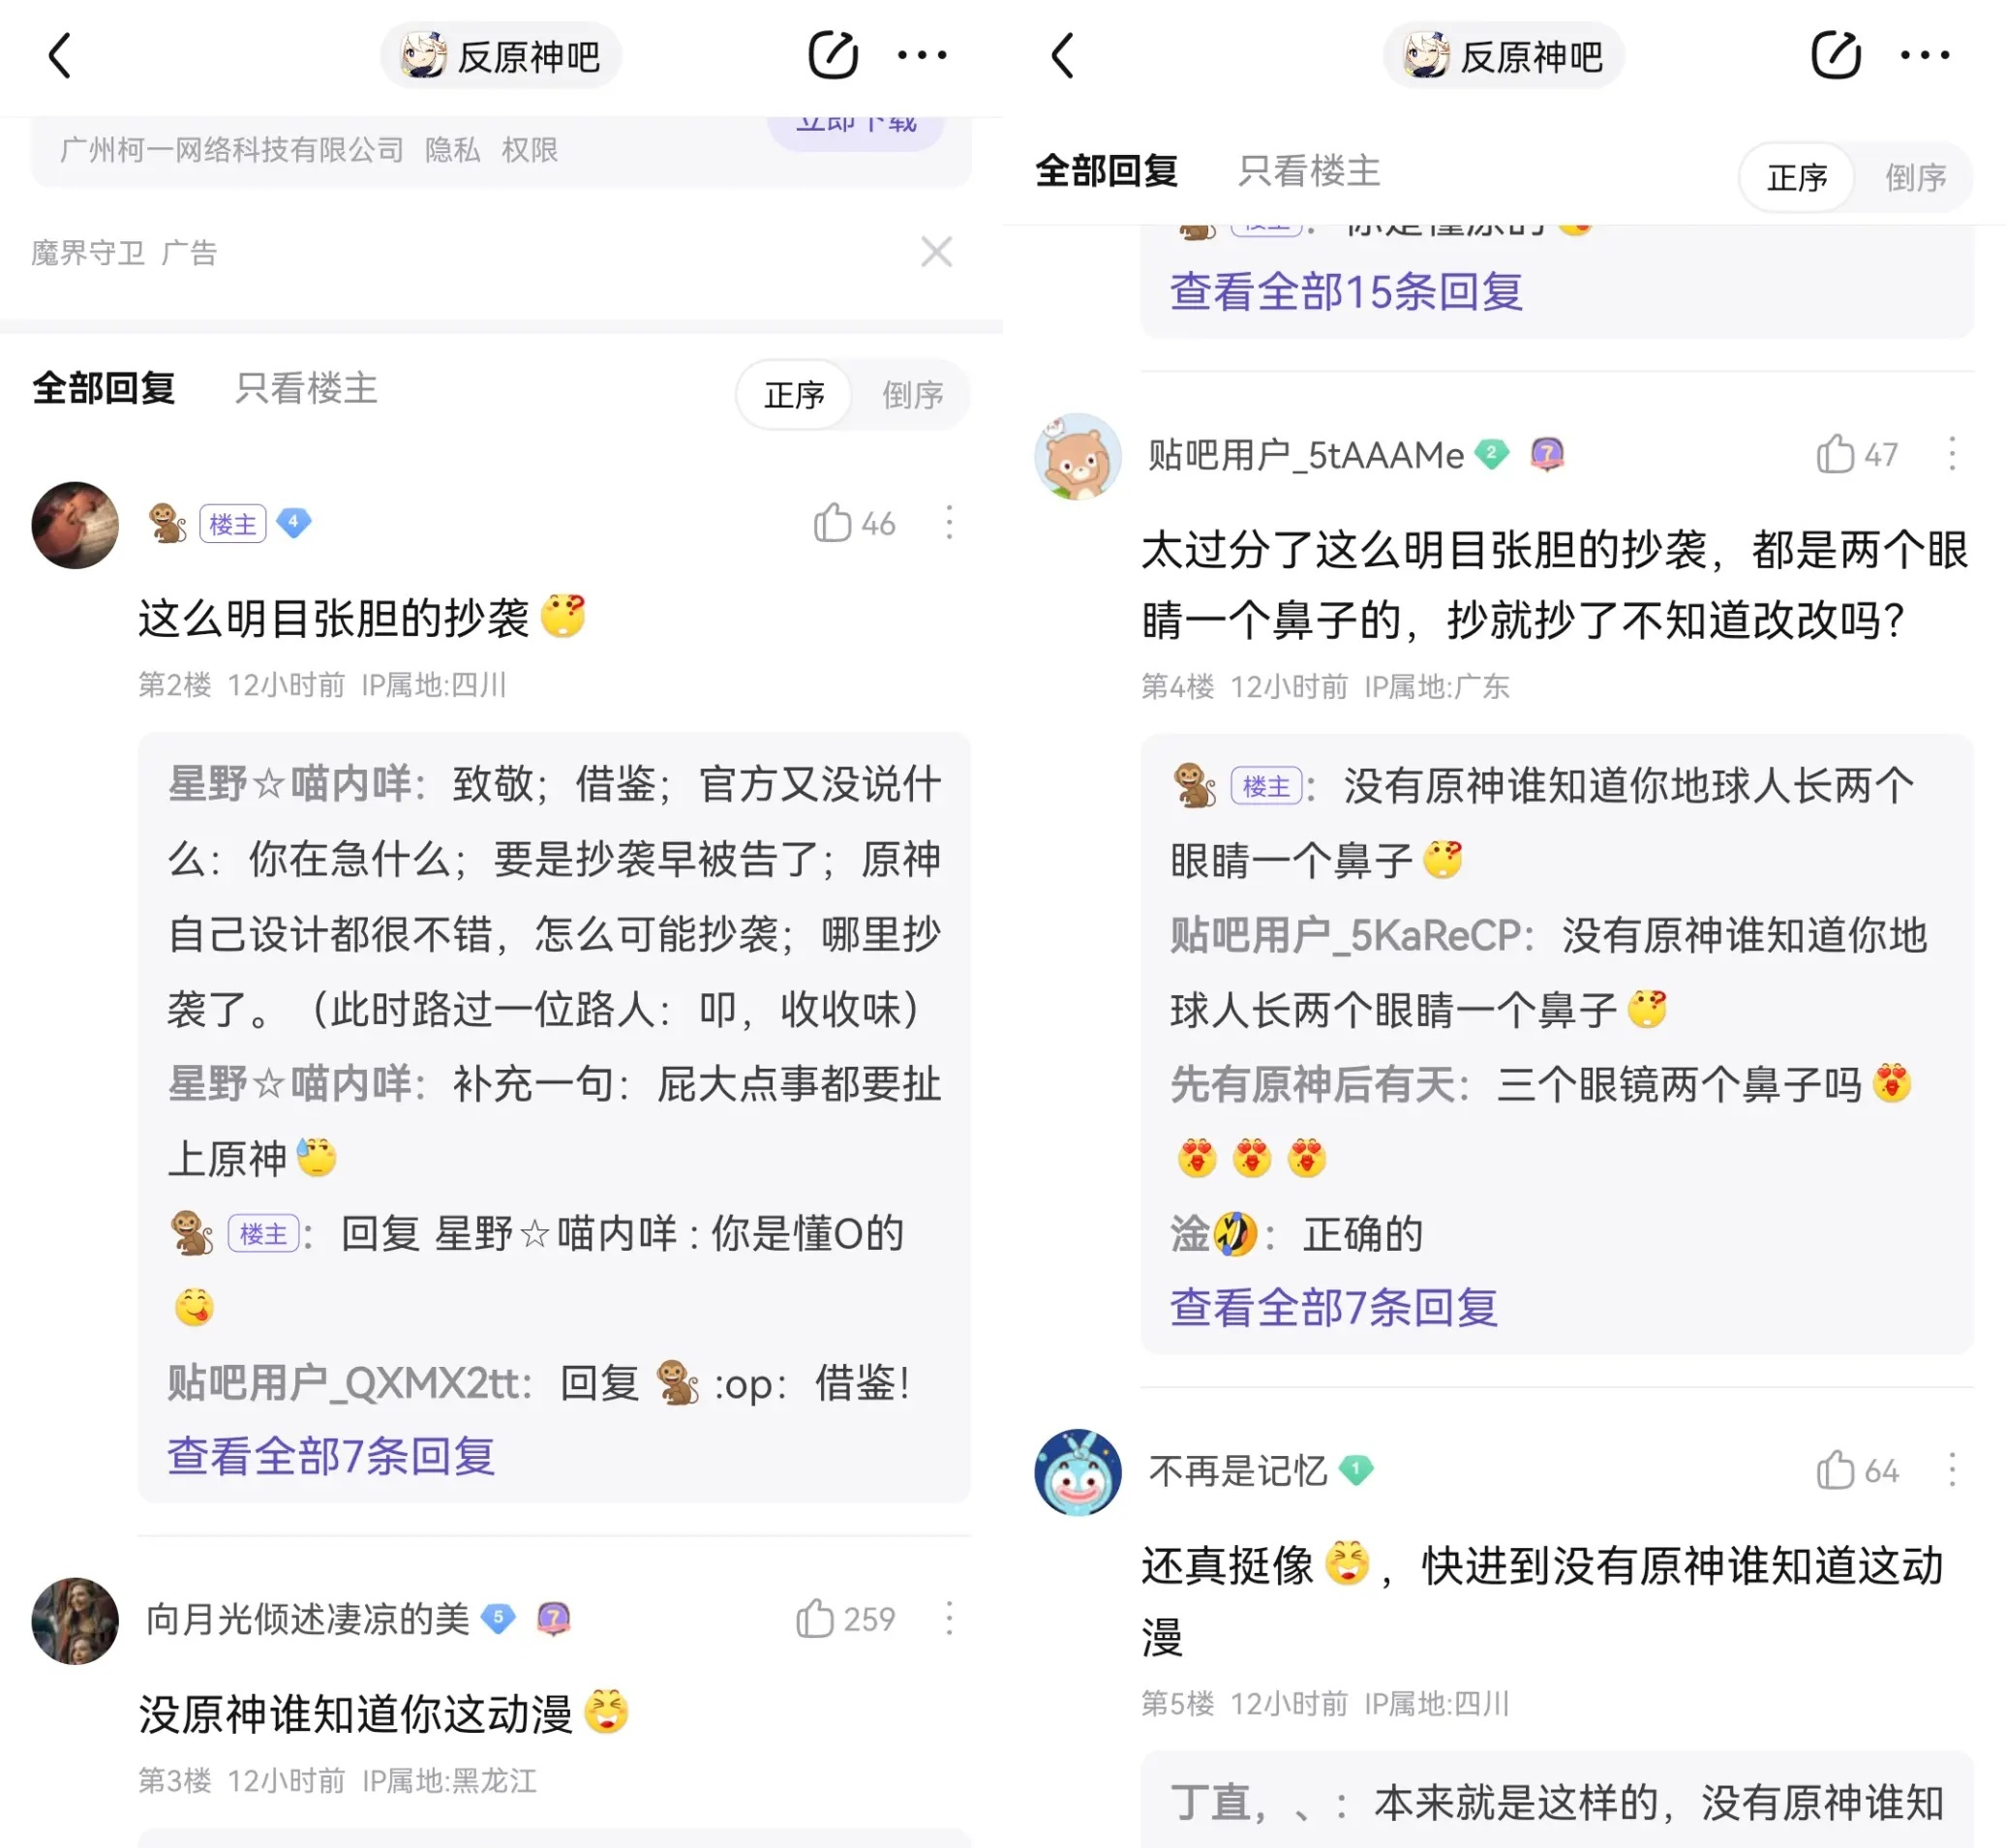 反原神吧
立即下载
广州柯一网络科技有限公司 隐私 权限
魔界守卫 广告
全部回复 只看楼主 正序 倒序
楼主 4 46
这么明目张胆的抄袭
第2楼 12小时前 IP属地:四川
星野☆喵内咩：致敬；借鉴；官方又没说什
么：你在急什么；要是抄袭早被告了；原神
自己设计都很不错，怎么可能抄袭；哪里抄
袭了。（此时路过一位路人：叩，收收味）
星野☆喵内咩：补充一句：屁大点事都要扯
上原神
楼主：回复 星野☆喵内咩 : 你是懂O的
贴吧用户_QXMX2tt：回复 :op：借鉴！
查看全部7条回复
向月光倾述凄凉的美 5 7 259
没原神谁知道你这动漫
第3楼 12小时前 IP属地:黑龙江
反原神吧
全部回复 只看楼主 正序 倒序
楼主：你是懂原的
查看全部15条回复
贴吧用户_5tAAAMe 2 7 47
太过分了这么明目张胆的抄袭，都是两个眼
睛一个鼻子的，抄就抄了不知道改改吗？
第4楼 12小时前 IP属地:广东
楼主：没有原神谁知道你地球人长两个
眼睛一个鼻子
贴吧用户_5KaReCP：没有原神谁知道你地
球人长两个眼睛一个鼻子
先有原神后有天：三个眼镜两个鼻子吗
淦：正确的
查看全部7条回复
不再是记忆 1 64
还真挺像，快进到没有原神谁知道这动
漫
第5楼 12小时前 IP属地:四川
丁直，、：本来就是这样的，没有原神谁知